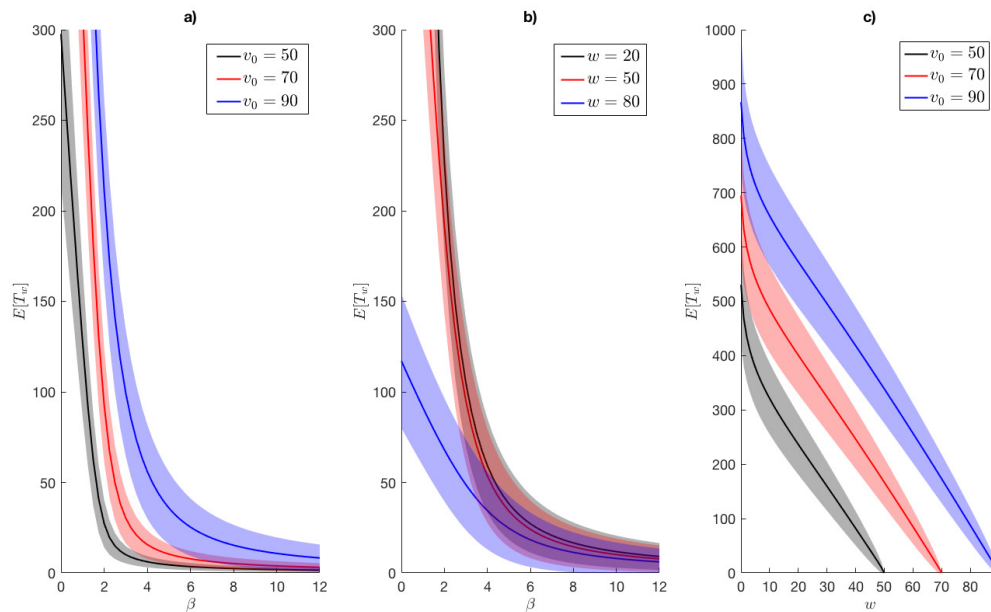 a)
300
250
200
150
100
50
0
E[T_w]
0 2 4 6 8 10 12
β
v_0 = 50
v_0 = 70
v_0 = 90
b)
300
250
200
150
100
50
0
E[T_w]
0 2 4 6 8 10 12
β
w = 20
w = 50
w = 80
c)
1000
900
800
700
600
500
400
300
200
100
0
E[T_w]
0 10 20 30 40 50 60 70 80
w
v_0 = 50
v_0 = 70
v_0 = 90